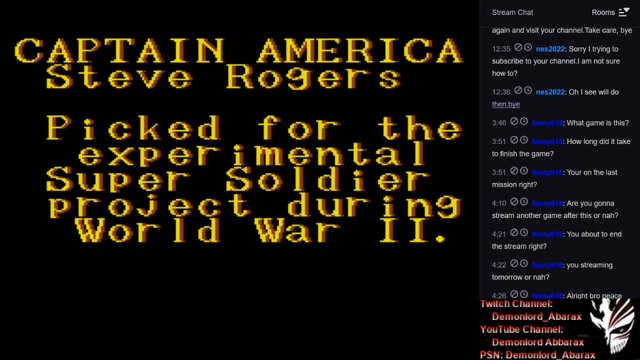 CAPTAIN AMERICA
Steve Rogers
Picked for the
experimental
Super Soldier
project during
World War II.
Stream Chat
Rooms
again and visit your channel.Take care, bye
12:35 nes2022: Sorry I trying to
subscribe to your channel.I am not sure
how to?
12:36 nes2022: Oh I see will do
then.bye
3:46 : What game is this?
3:51 : How long did it take
to finish the game?
3:51 : Your on the last
mission right?
4:10 : Are you gonna
stream another game after this or nah?
4:21 : You about to end
the stream right?
4:22 : you streaming
tomorrow or nah?
4:26 : Alright bro peace
Twitch Channel:
Demonlord_Abarax
YouTube Channel:
Demonlord Abbarax
PSN: Demonlord_Abarax